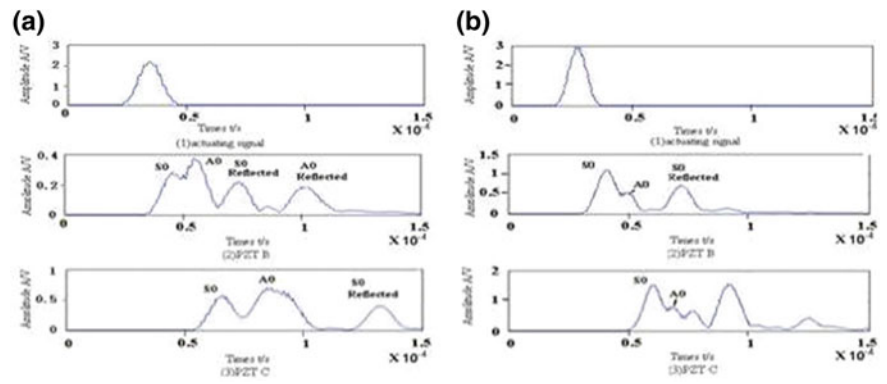 (a)
Amplitude A/V
3
2
1
0
0
0.5
1
1.5
Times t/s
X 10⁻⁴
(1)actuating signal
Amplitude A/V
0.4
0.2
0
S0
A0
S0
Reflected
A0
Reflected
0
0.5
1
1.5
Times t/s
X 10⁻⁴
(2)PZT B
Amplitude A/V
1
0.5
0
S0
A0
S0
Reflected
0
0.5
1
1.5
Times t/s
X 10⁻⁴
(3)PZT C
(b)
Amplitude A/V
3
2
1
0
0
0.5
1
1.5
Times t/s
X 10⁻⁴
(1)actuating signal
Amplitude A/V
1.5
1
0.5
0
S0
A0
S0
Reflected
0
0.5
1
1.5
Times t/s
X 10⁻⁴
(2)PZT B
Amplitude A/V
2
1
0
S0
A0
0
0.5
1
1.5
Times t/s
X 10⁻⁴
(3)PZT C